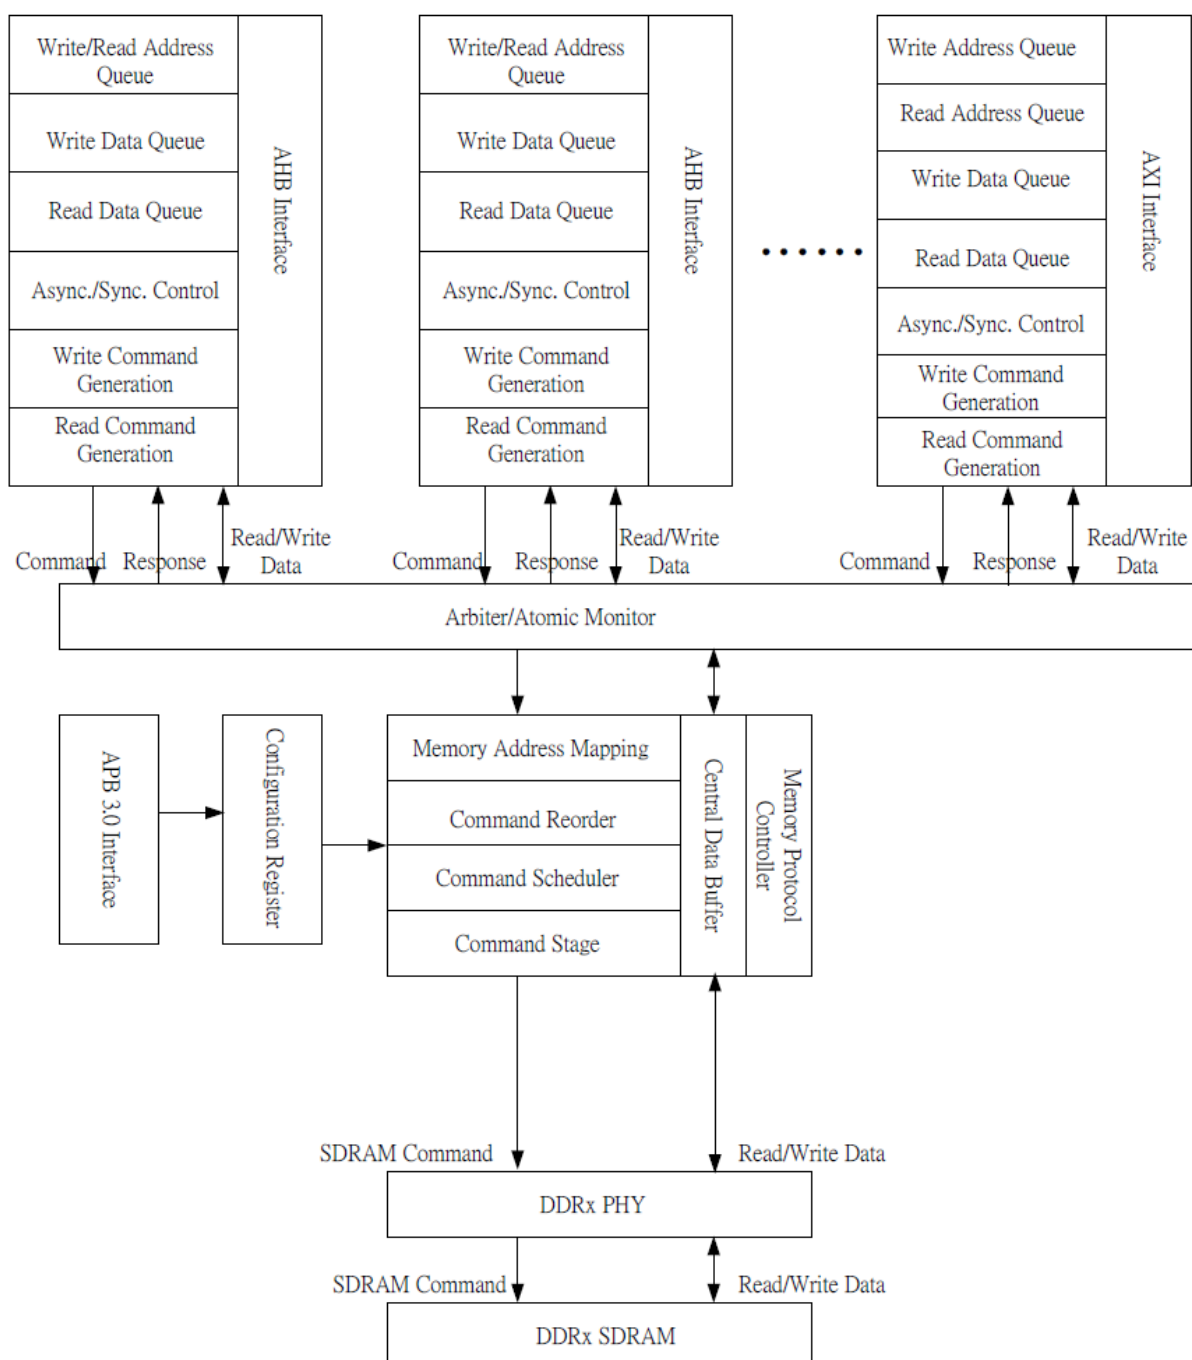 Write/Read Address
Queue
Write Data Queue
Read Data Queue
Async./Sync. Control
Write Command
Generation
Read Command
Generation
AHB Interface
Write/Read Address
Queue
Write Data Queue
Read Data Queue
Async./Sync. Control
Write Command
Generation
Read Command
Generation
AHB Interface
......
Write Address Queue
Read Address Queue
Write Data Queue
Read Data Queue
Async./Sync. Control
Write Command
Generation
Read Command
Generation
AXI Interface
Command
Response
Read/Write
Data
Command
Response
Read/Write
Data
Command
Response
Read/Write
Data
Arbiter/Atomic Monitor
APB 3.0 Interface
Configuration Register
Memory Address Mapping
Command Reorder
Command Scheduler
Command Stage
Central Data Buffer
Memory Protocol
Controller
SDRAM Command
Read/Write Data
DDRx PHY
SDRAM Command
Read/Write Data
DDRx SDRAM